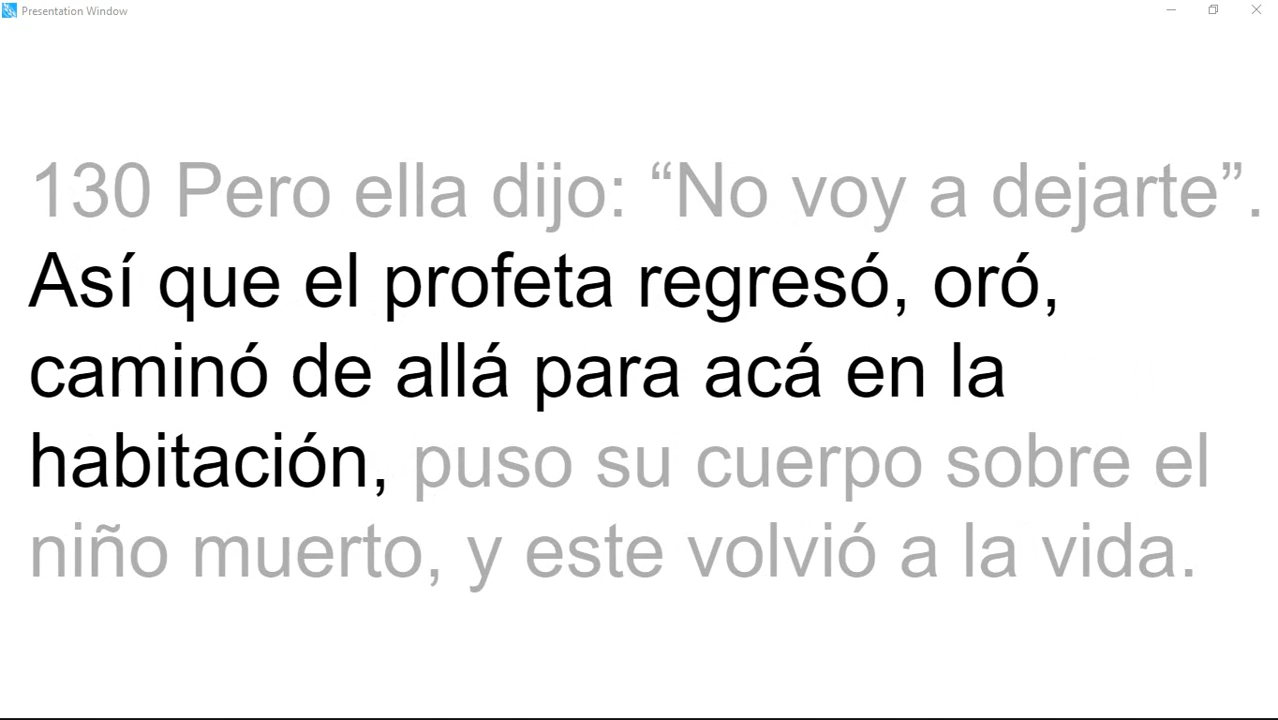 Presentation Window
130 Pero ella dijo: “No voy a dejarte”.
Así que el profeta regresó, oró,
caminó de allá para acá en la
habitación, puso su cuerpo sobre el
niño muerto, y este volvió a la vida.